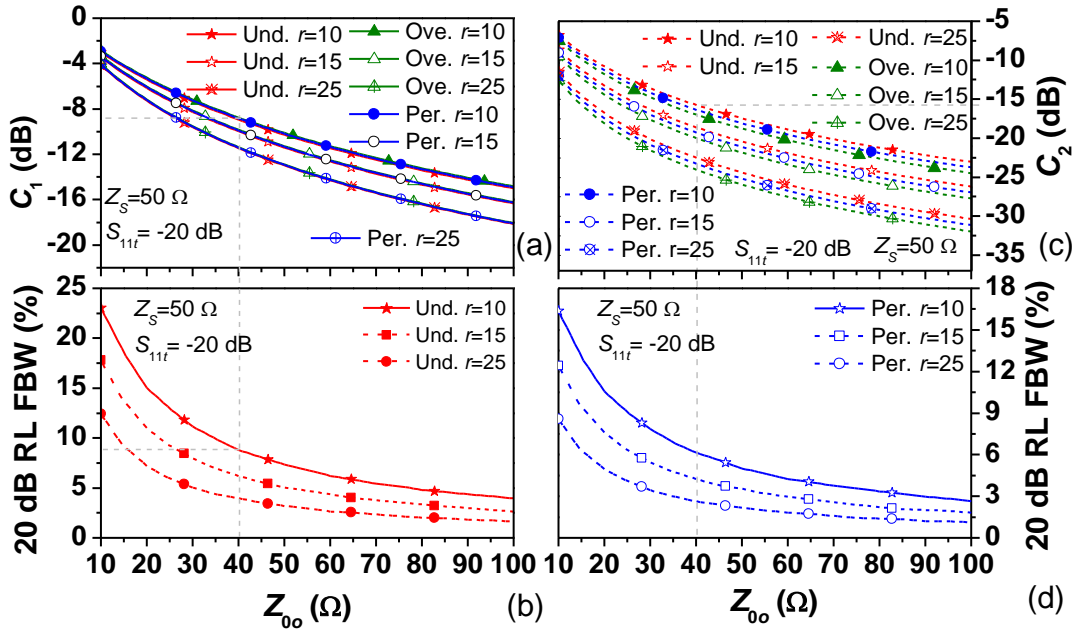 0
-4
-8
-12
-16
-20
C1 (dB)
Und. r=10
Und. r=15
Und. r=25
Ove. r=10
Ove. r=15
Ove. r=25
Per. r=10
Per. r=15
Per. r=25
ZS=50 Ω
S11t= -20 dB
(a)
-5
-10
-15
-20
-25
-30
-35
C2 (dB)
Und. r=10
Und. r=15
Und. r=25
Ove. r=10
Ove. r=15
Ove. r=25
Per. r=10
Per. r=15
Per. r=25
S11t= -20 dB
ZS=50 Ω
(c)
25
20
15
10
5
0
20 dB RL FBW (%)
ZS=50 Ω
S11t= -20 dB
Und. r=10
Und. r=15
Und. r=25
10 20 30 40 50 60 70 80 90 100
Z0o (Ω)
(b)
18
15
12
9
6
3
0
20 dB RL FBW (%)
ZS=50 Ω
S11t= -20 dB
Per. r=10
Per. r=15
Per. r=25
10 20 30 40 50 60 70 80 90 100
Z0o (Ω)
(d)